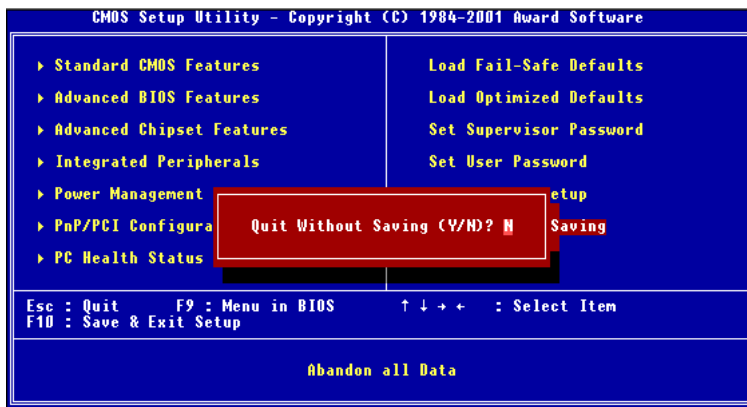 CMOS Setup Utility - Copyright (C) 1984-2001 Award Software
▸ Standard CMOS Features
▸ Advanced BIOS Features
▸ Advanced Chipset Features
▸ Integrated Peripherals
▸ Power Management
▸ PnP/PCI Configura
▸ PC Health Status
Load Fail-Safe Defaults
Load Optimized Defaults
Set Supervisor Password
Set User Password
etup
Saving
Quit Without Saving (Y/N)? N
Esc : Quit F9 : Menu in BIOS ↑ ↓ → ← : Select Item
F10 : Save & Exit Setup
Abandon all Data